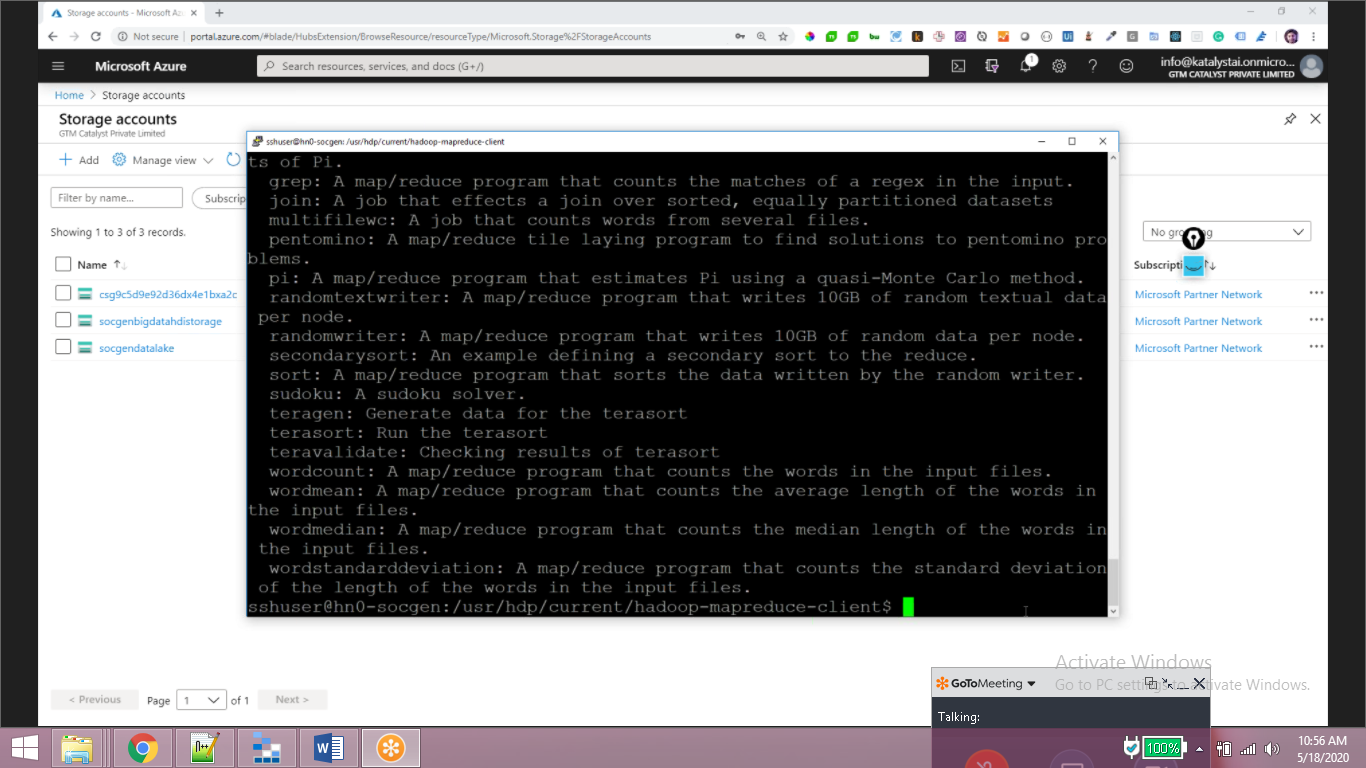 Storage accounts - Microsoft Az
Not secure | portal.azure.com/#blade/HubsExtension/BrowseResource/resourceType/Microsoft.Storage%2FStorageAccounts
Microsoft Azure
Search resources, services, and docs (G+/)
1
info@katalystai.onmicro...
GTM CATALYST PRIVATE LIMITED
Home > Storage accounts
Storage accounts
GTM Catalyst Private Limited
Add
Manage view
Filter by name...
Subscrip
Showing 1 to 3 of 3 records.
Name
csg9c5d9e92d36dx4e1bxa2c
socgenbigdatahdistorage
socgendatalake
sshuser@hn0-socgen: /usr/hdp/current/hadoop-mapreduce-client
ts of Pi.
grep: A map/reduce program that counts the matches of a regex in the input.
join: A job that effects a join over sorted, equally partitioned datasets
multifilewc: A job that counts words from several files.
pentomino: A map/reduce tile laying program to find solutions to pentomino pro
blems.
pi: A map/reduce program that estimates Pi using a quasi-Monte Carlo method.
randomtextwriter: A map/reduce program that writes 10GB of random textual data
per node.
randomwriter: A map/reduce program that writes 10GB of random data per node.
secondarysort: An example defining a secondary sort to the reduce.
sort: A map/reduce program that sorts the data written by the random writer.
sudoku: A sudoku solver.
teragen: Generate data for the terasort
terasort: Run the terasort
teravalidate: Checking results of terasort
wordcount: A map/reduce program that counts the words in the input files.
wordmean: A map/reduce program that counts the average length of the words in
the input files.
wordmedian: A map/reduce program that counts the median length of the words in
the input files.
wordstandarddeviation: A map/reduce program that counts the standard deviation
of the length of the words in the input files.
sshuser@hn0-socgen:/usr/hdp/current/hadoop-mapreduce-client$
No gro ng
Subscripti
Microsoft Partner Network
Microsoft Partner Network
Microsoft Partner Network
< Previous
Page 1 of 1
Next >
Activate Windows
Go to PC settings to activate Windows.
GoToMeeting
Talking:
100%
10:56 AM
5/18/2020